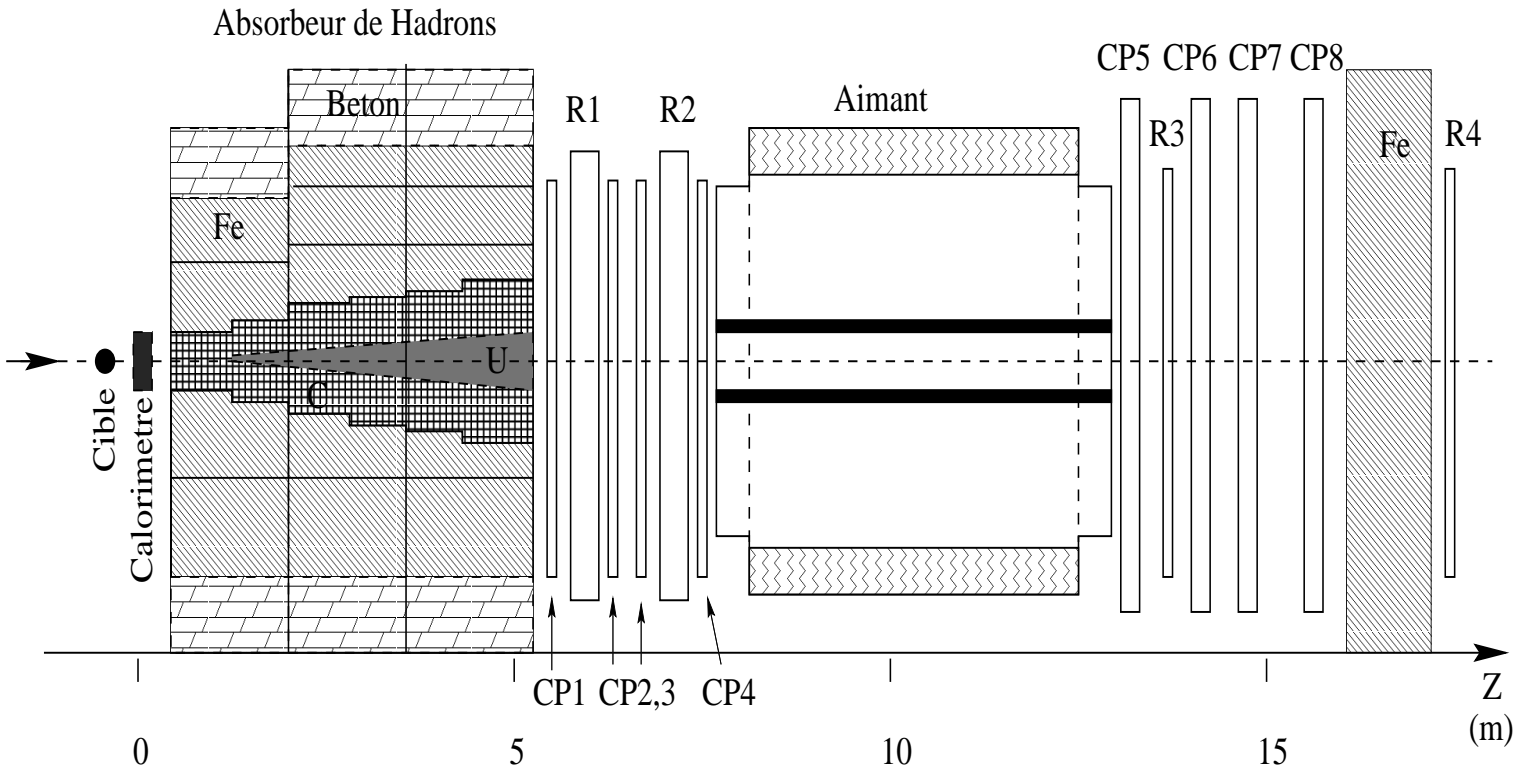 Absorbeur de Hadrons
CP5 CP6 CP7 CP8
Beton
R1
R2
Aimant
R3
Fe
R4
Fe
U
C
Cible
Calorimetre
CP1
CP2,3
CP4
Z
(m)
0
5
10
15